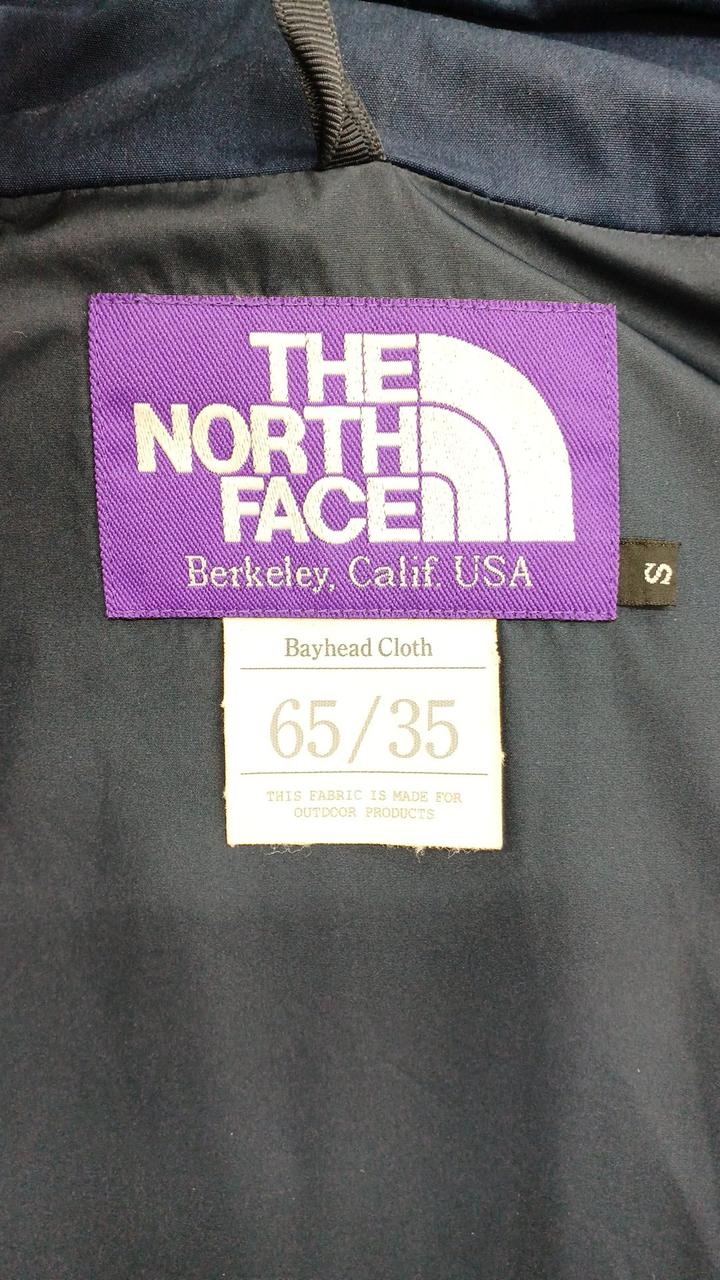 THE
NORTH
FACE
Berkeley, Calif. USA
S
Bayhead Cloth
65/35
THIS FABRIC IS MADE FOR
OUTDOOR PRODUCTS